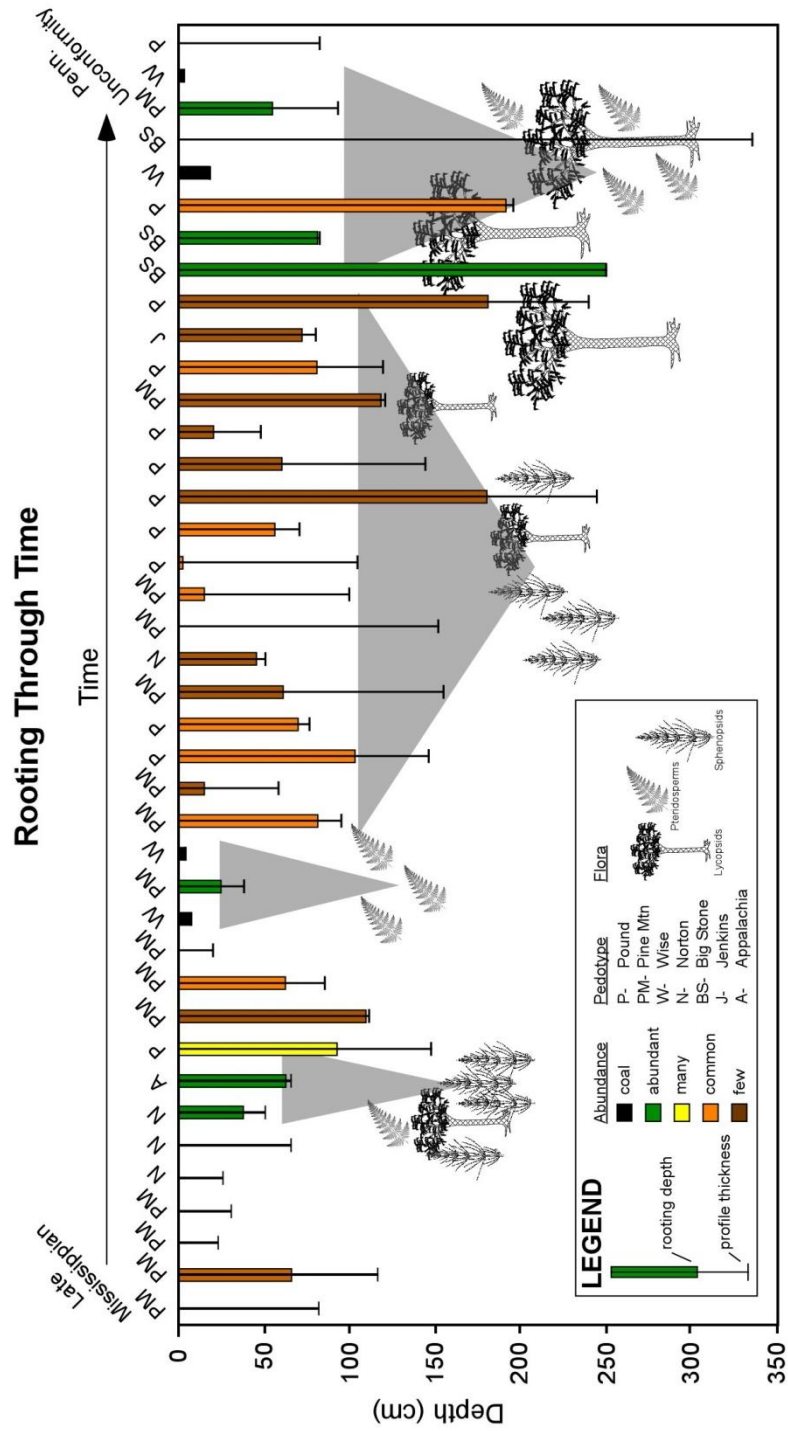 Rooting Through Time
Time
Late
Mississippian
Penn.
Unconformity
PM PM PM PM N N N A P PM PM PM W PM W PM PM P P PM N PM PM P P P P P PM P J P BS BS P W BS PM W P
Depth (cm)
0
50
100
150
200
250
300
350
LEGEND
rooting depth
profile thickness
Abundance
coal
abundant
many
common
few
Pedotype
P- Pound
PM- Pine Mtn
W- Wise
N- Norton
BS- Big Stone
J- Jenkins
A- Appalachia
Flora
Lycopsids
Pteridosperms
Sphenopsids